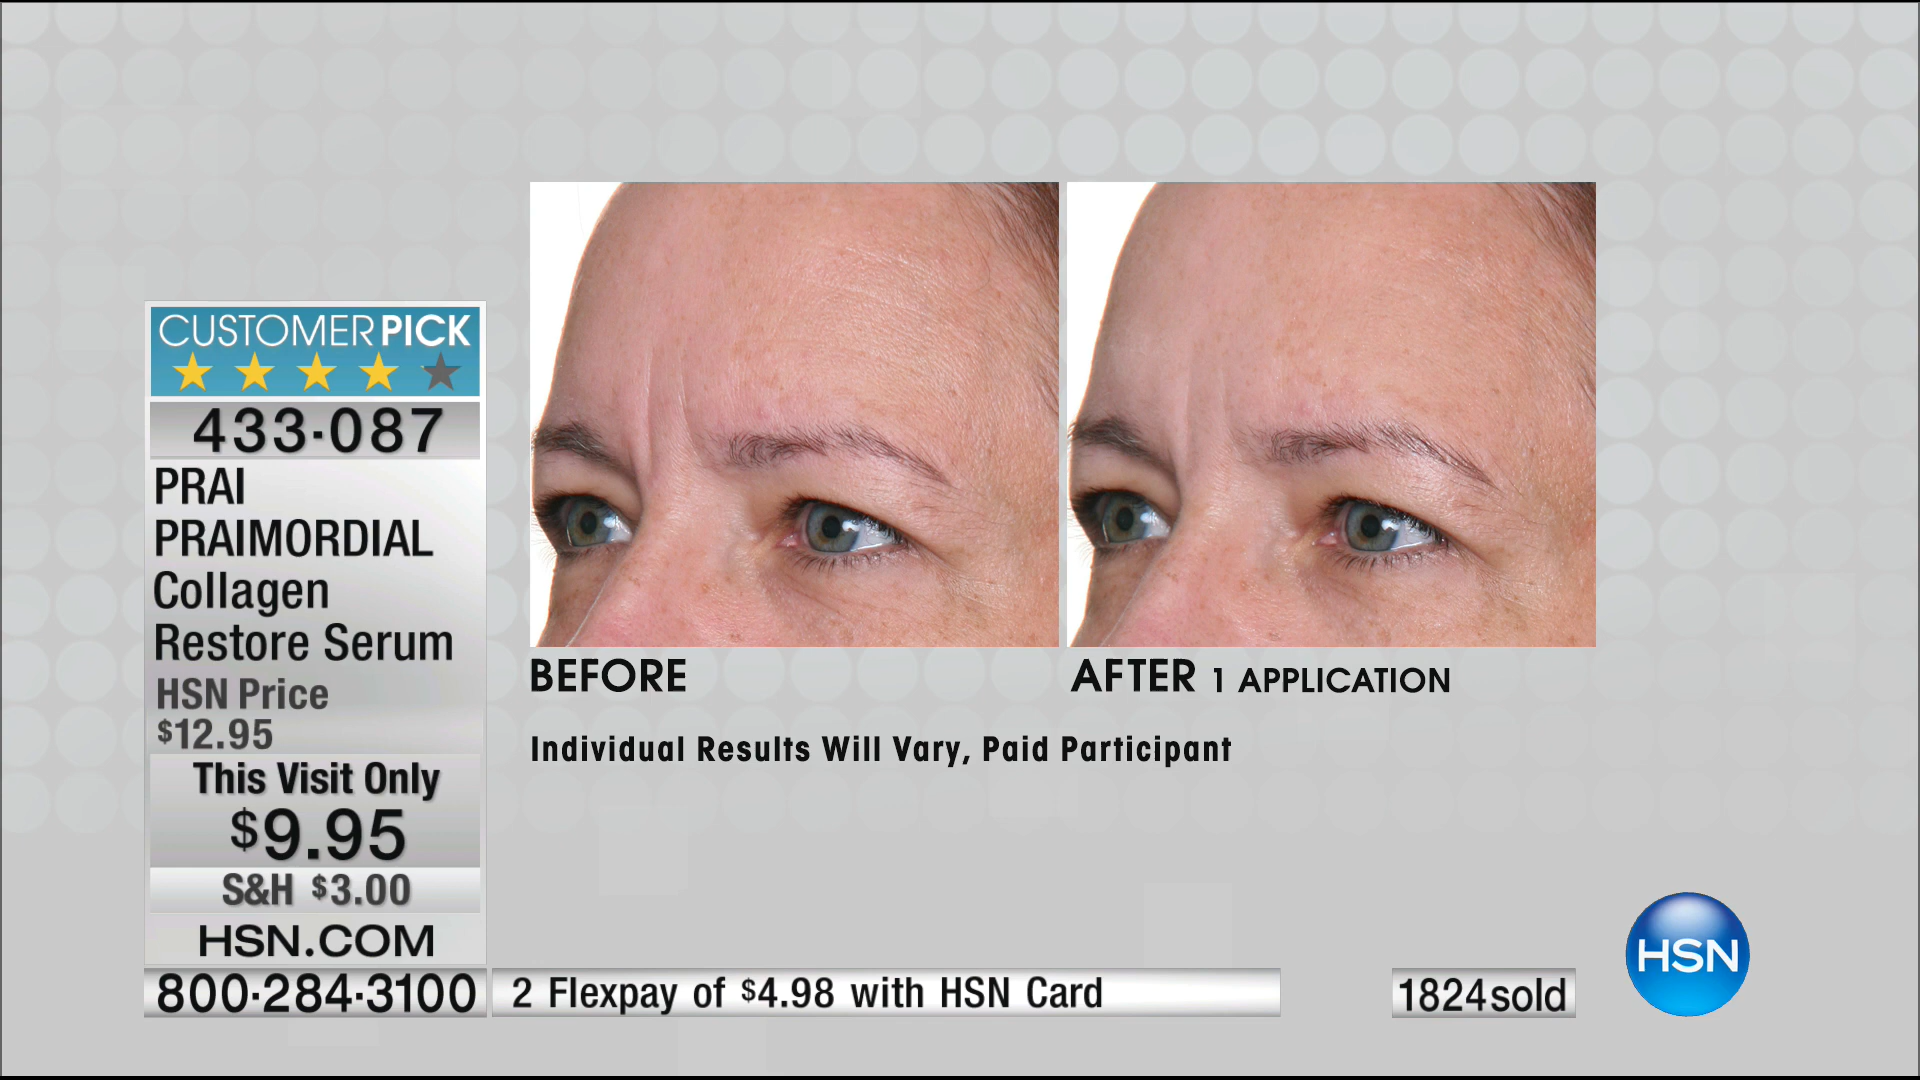 CUSTOMERPICK
433·087
PRAI
PRAIMORDIAL
Collagen
Restore Serum
HSN Price
$12.95
This Visit Only
$9.95
S&H $3.00
HSN.COM
800·284·3100
BEFORE
AFTER 1 APPLICATION
Individual Results Will Vary, Paid Participant
2 Flexpay of $4.98 with HSN Card
1824sold
HSN